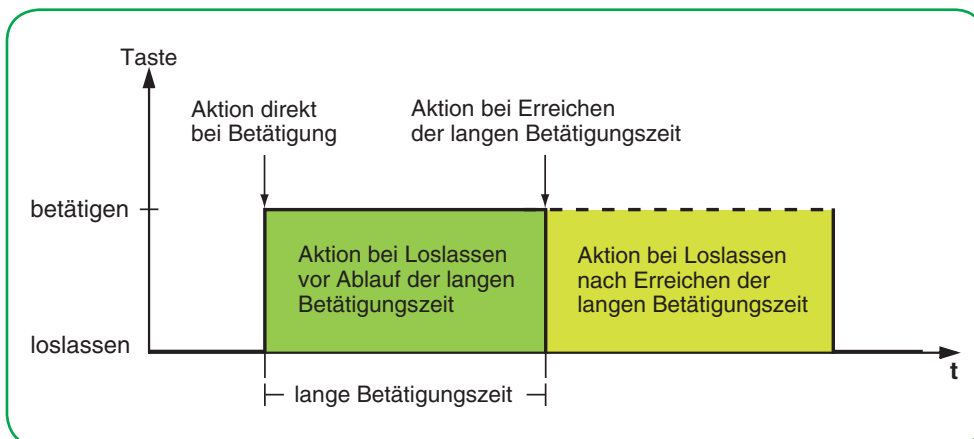 Taste
Aktion direkt
bei Betätigung
Aktion bei Erreichen
der langen Betätigungszeit
betätigen
Aktion bei Loslassen
vor Ablauf der langen
Betätigungszeit
Aktion bei Loslassen
nach Erreichen der
langen Betätigungszeit
loslassen
t
lange Betätigungszeit